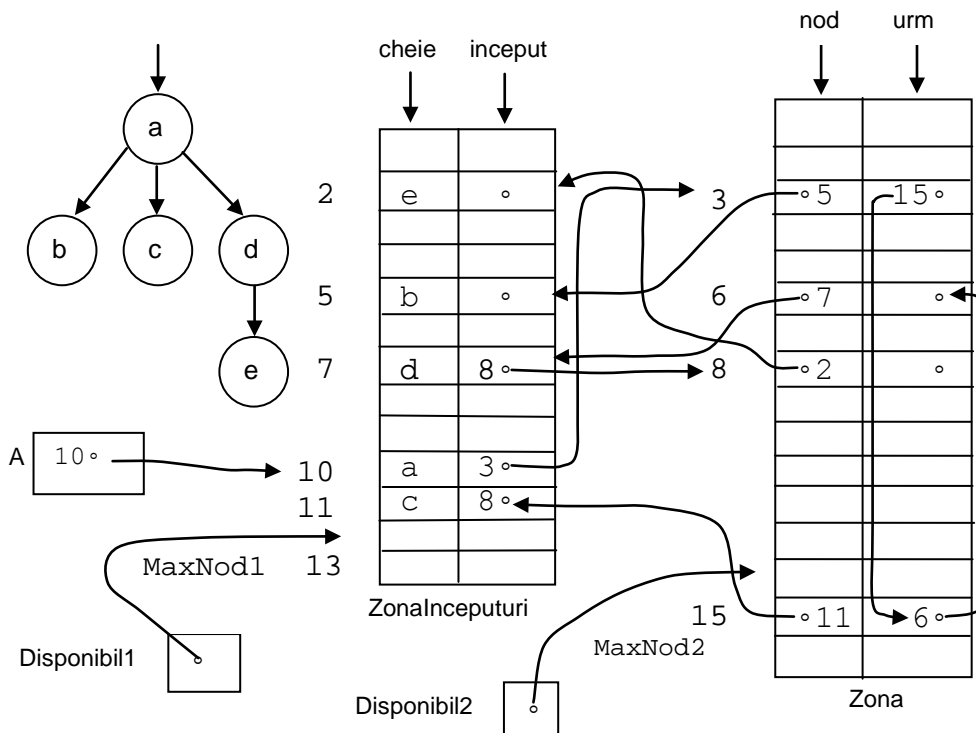 nod urm
cheie inceput
a
2 e ∘ 3 ∘5 15∘
b c d
5 b ∘ 6 ∘7 ∘
e 7 d 8∘ 8 ∘2 ∘
A 10∘
10 a 3∘
11 c 8∘
MaxNod1 13
ZonaInceputuri
15 ∘11 6∘
MaxNod2
Disponibil1 ∘
Disponibil2 ∘
Zona